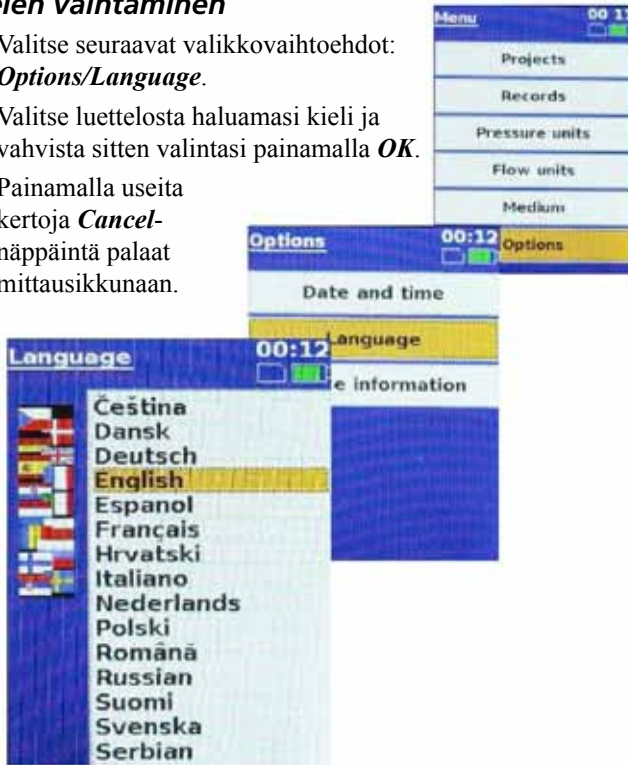 vaihtaminen
Valitse seuraavat valikkovaihtoehdot:
Options/Language.
Valitse luettelosta haluamasi kieli ja
vahvista sitten valintasi painamalla OK.
Painamalla useita
kertoja Cancel-
näppäintä palaat
mittausikkunaan.
Menu
Projects
Records
Pressure units
Flow units
Medium
Options
Options 00:12
Date and time
Language
information
Language 00:12
Čeština
Dansk
Deutsch
English
Espanol
Français
Hrvatski
Italiano
Nederlands
Polski
Română
Russian
Suomi
Svenska
Serbian